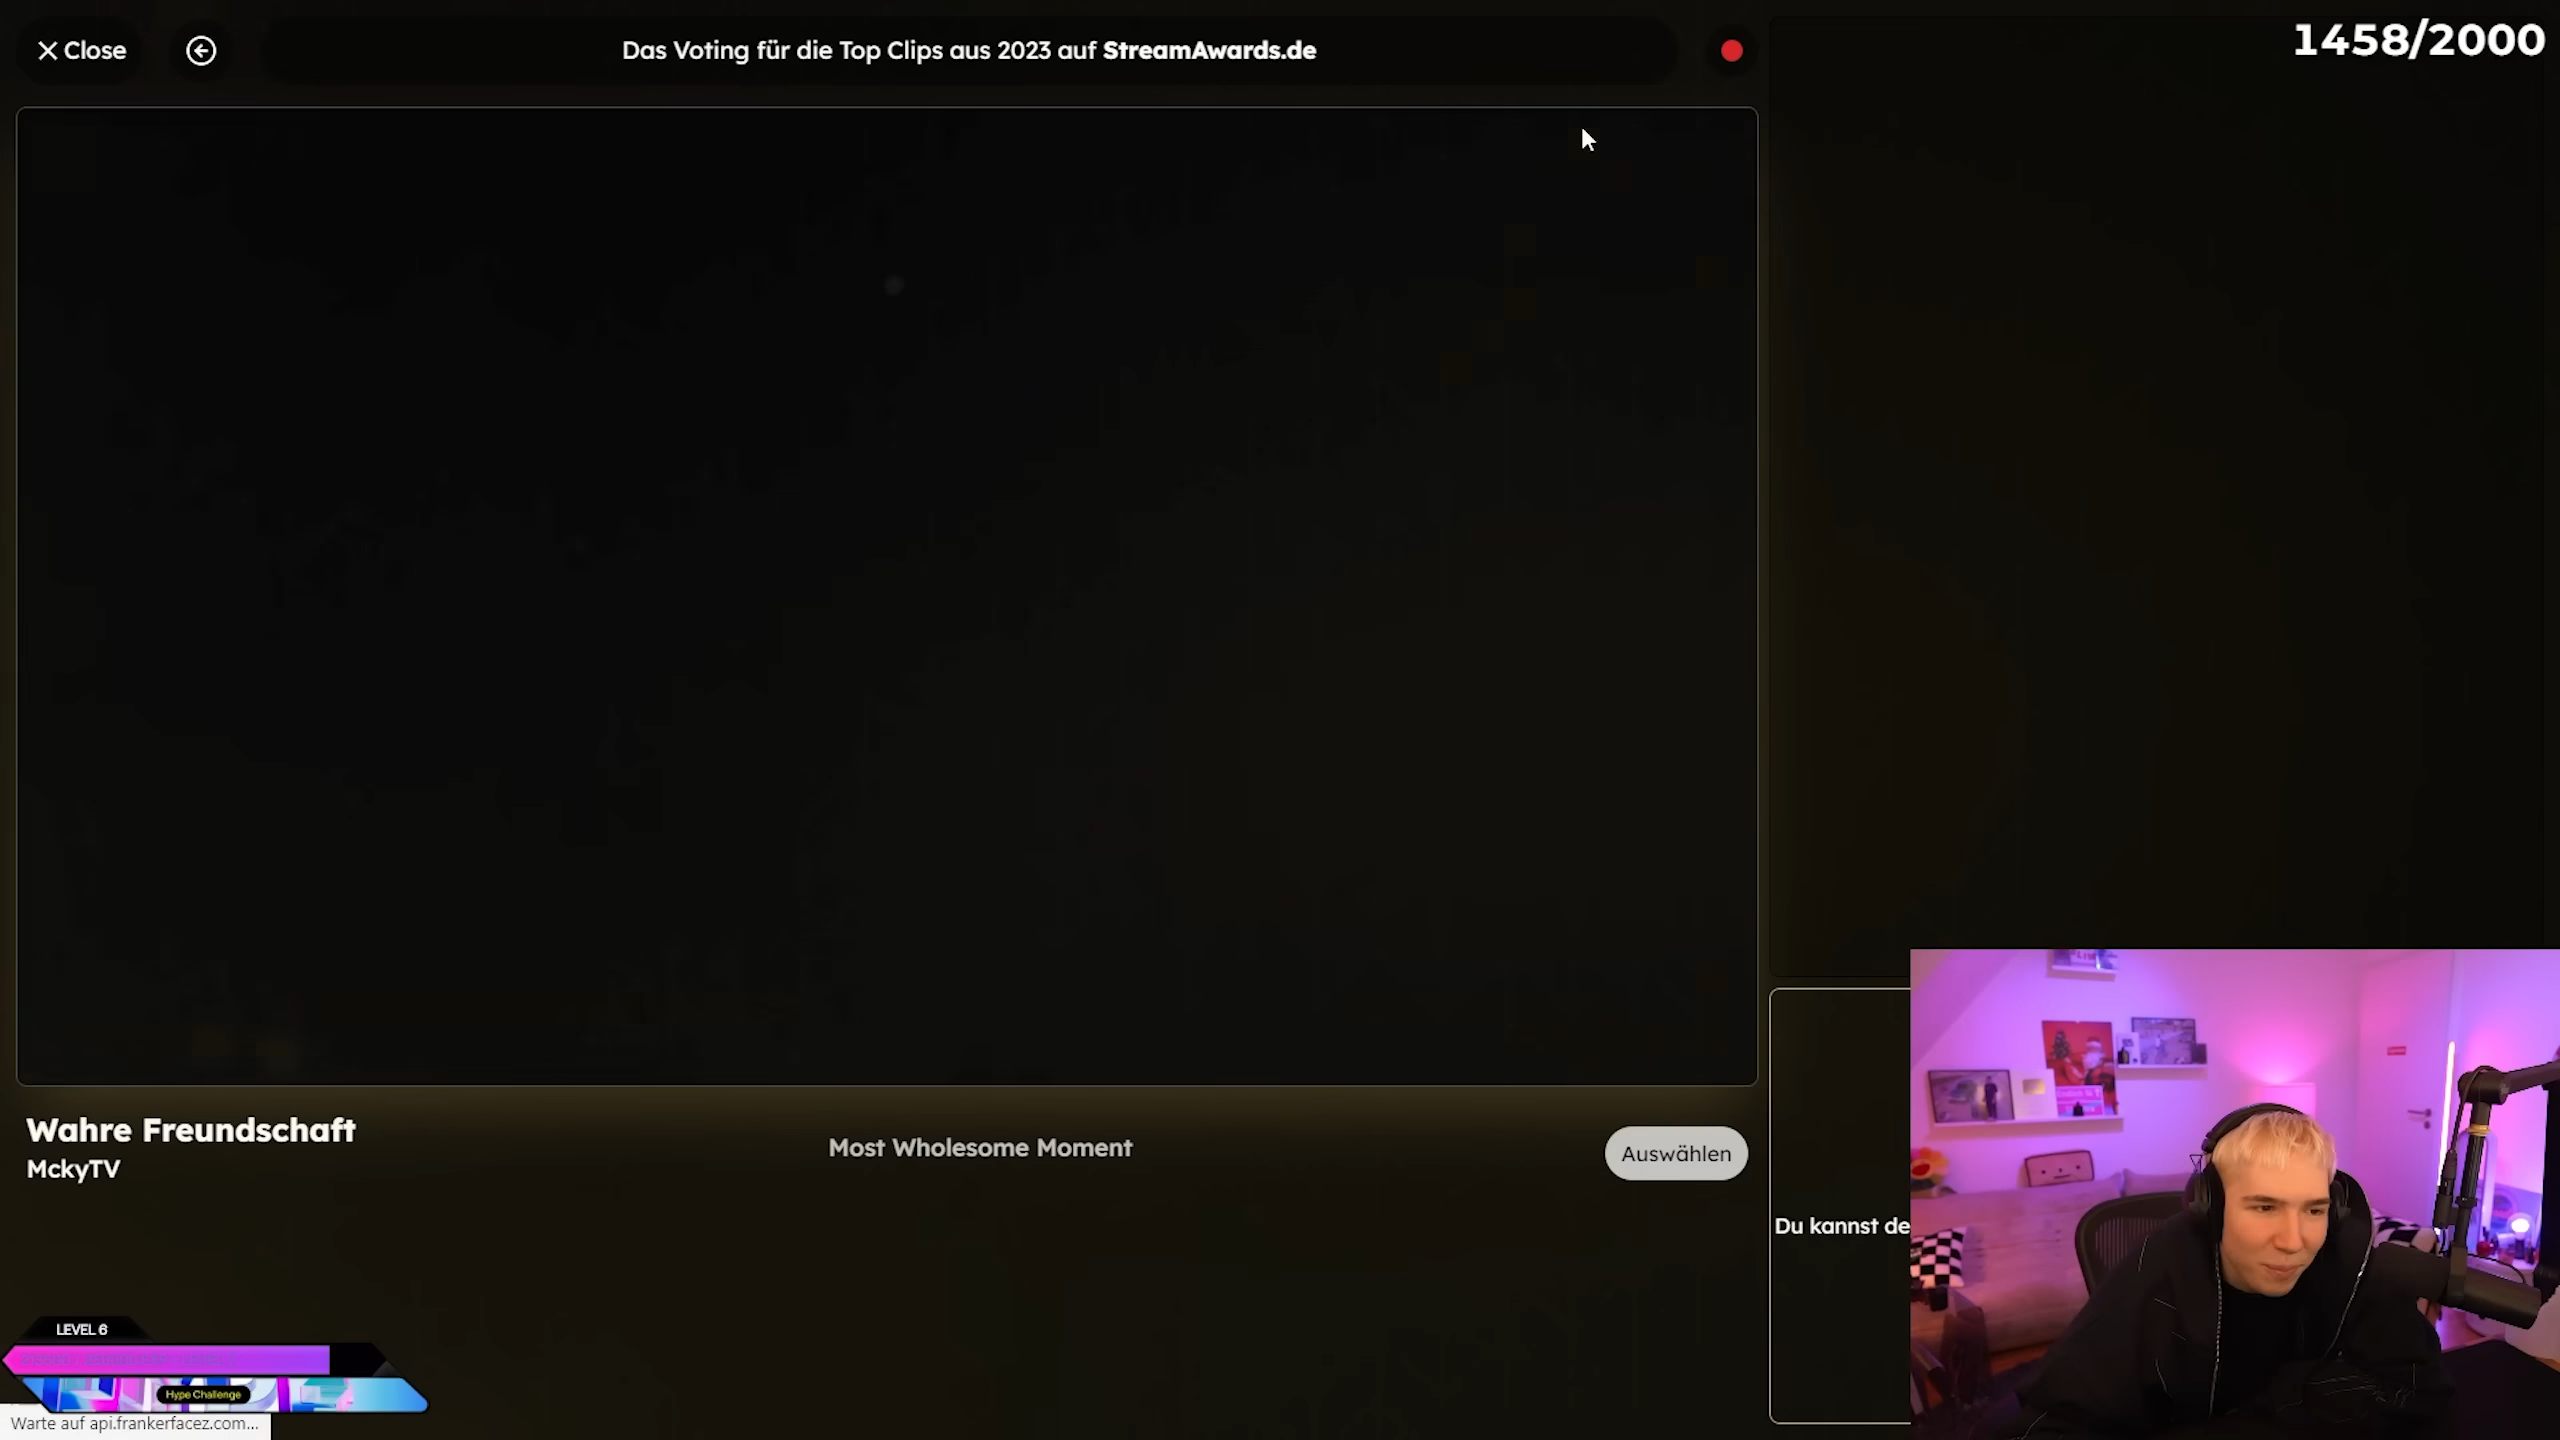 Close
Das Voting für die Top Clips aus 2023 auf StreamAwards.de
1458/2000
Wahre Freundschaft
MckyTV
Most Wholesome Moment
Auswählen
Du kannst de
LEVEL 6
Hype Challenge
Warte auf api.frankerfacez.com...